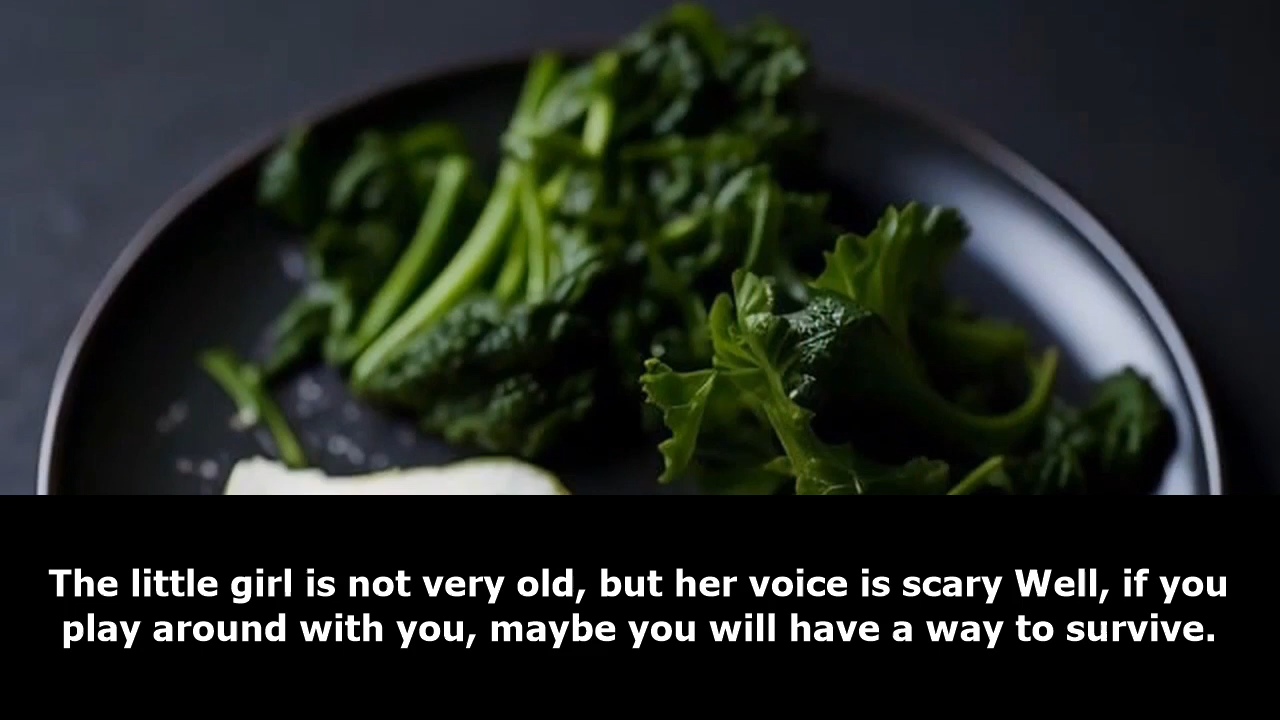 The little girl is not very old, but her voice is scary Well, if you
play around with you, maybe you will have a way to survive.